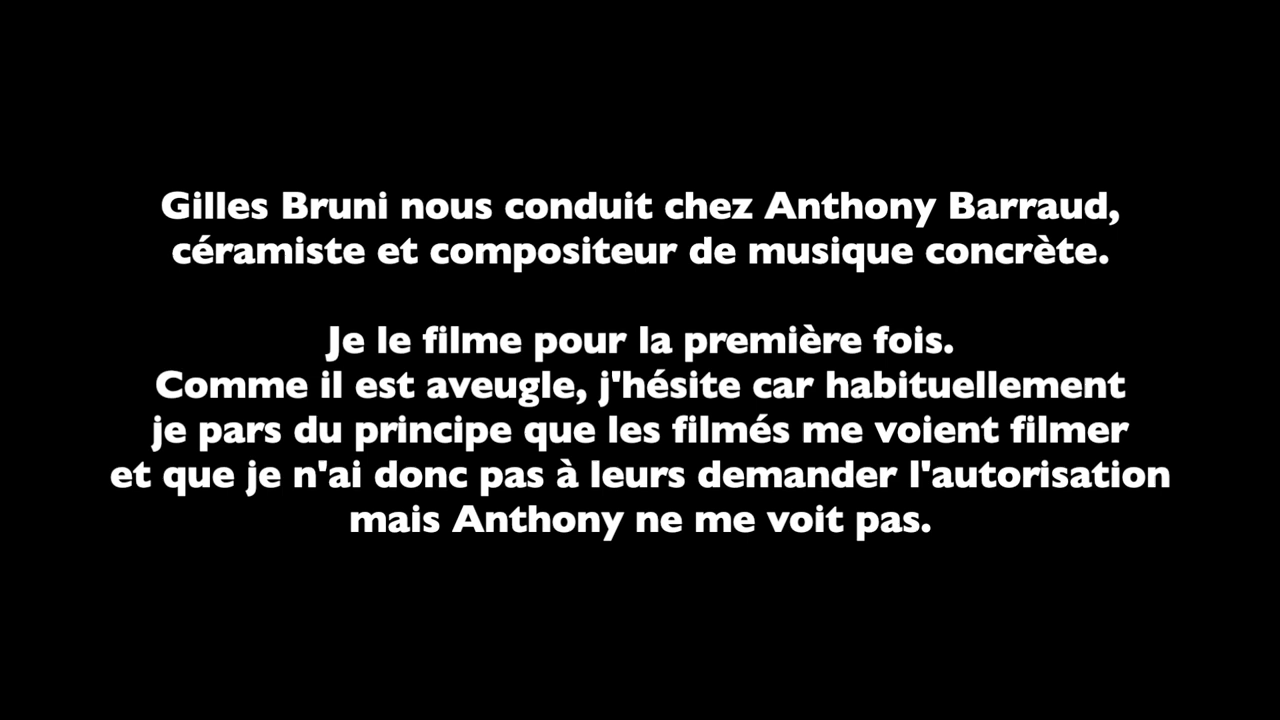 Gilles Bruni nous conduit chez Anthony Barraud,
céramiste et compositeur de musique concrète.
Je le filme pour la première fois.
Comme il est aveugle, j'hésite car habituellement
je pars du principe que les filmés me voient filmer
et que je n'ai donc pas à leurs demander l'autorisation
mais Anthony ne me voit pas.